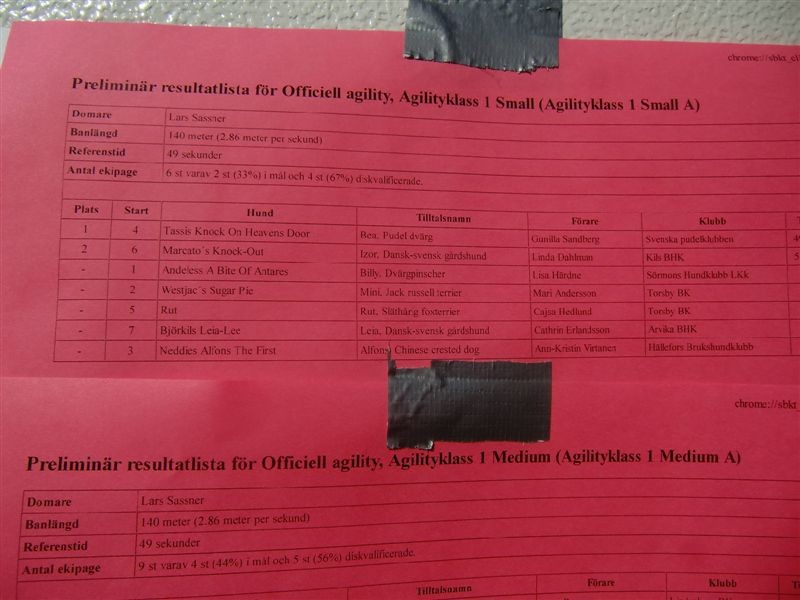 chrome://sbkt_cl
Preliminär resultatlista för Officiell agility, Agilityklass 1 Small (Agilityklass 1 Small A)
Domare Lars Sassner
Banlängd 140 meter (2.86 meter per sekund)
Referenstid 49 sekunder
Antal ekipage 6 st varav 2 st (33%) i mål och 4 st (67%) diskvalificerade.
Plats Start Hund Tilltalsnamn Förare Klubb T
1 4 Tassis Knock On Heavens Door Bea, Pudel dvärg Gunilla Sandberg Svenska pudelklubben 49
2 6 Marcato´s Knock-Out Izor, Dansk-svensk gårdshund Linda Dahlman Kils BHK 5
- 1 Andeless A Bite Of Antares Billy, Dvärgpinscher Lisa Härdne Sörmons Hundklubb LKk
- 2 Westjac´s Sugar Pie Mini, Jack russell terrier Mari Andersson Torsby BK
- 5 Rut Rut, Släthårig foxterrier Cajsa Hedlund Torsby BK
- 7 Björkils Leia-Lee Leia, Dansk-svensk gårdshund Cathrin Erlandsson Arvika BHK
- 3 Neddies Alfons The First Alfons, Chinese crested dog Ann-Kristin Virtanen Hällefors Brukshundklubb
chrome://sbkt_
Preliminär resultatlista för Officiell agility, Agilityklass 1 Medium (Agilityklass 1 Medium A)
Domare Lars Sassner
Banlängd 140 meter (2.86 meter per sekund)
Referenstid 49 sekunder
Antal ekipage 9 st varav 4 st (44%) i mål och 5 st (56%) diskvalificerade.
Tilltalsnamn Förare Klubb